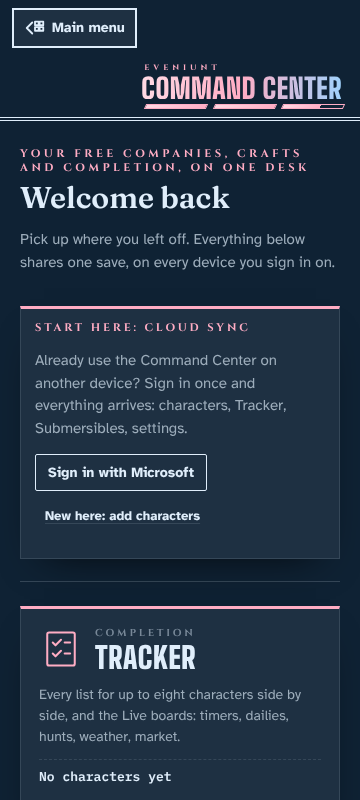 Main menu
EVENIUNT
COMMAND CENTER
YOUR FREE COMPANIES, CRAFTS
AND COMPLETION, ON ONE DESK
Welcome back
Pick up where you left off. Everything below
shares one save, on every device you sign in on.
START HERE: CLOUD SYNC
Already use the Command Center on
another device? Sign in once and
everything arrives: characters, Tracker,
Submersibles, settings.
Sign in with Microsoft
New here: add characters
COMPLETION
TRACKER
Every list for up to eight characters side by
side, and the Live boards: timers, dailies,
hunts, weather, market.
No characters yet